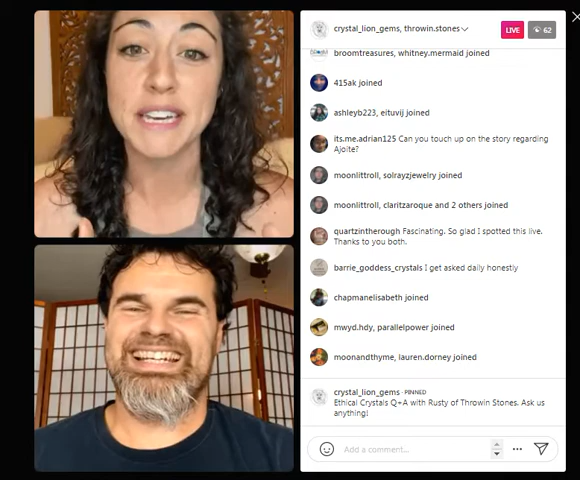 crystal_lion_gems, throwin.stones
LIVE
62
broomtreasures, whitney.mermaid joined
415ak joined
ashleyb223, eituvij joined
its.me.adrian125 Can you touch up on the story regarding
Ajoite?
moonlittroll, solrayzjewelry joined
moonlittroll, claritzaroque and 2 others joined
quartzintherough Fascinating. So glad I spotted this live.
Thanks to you both.
barrie_goddess_crystals I get asked daily honestly
chapmanelisabeth joined
mwyd.hdy, parallelpower joined
moonandthyme, lauren.dorney joined
crystal_lion_gems · PINNED
Ethical Crystals Q+A with Rusty of Throwin Stones. Ask us
anything!
Add a comment...